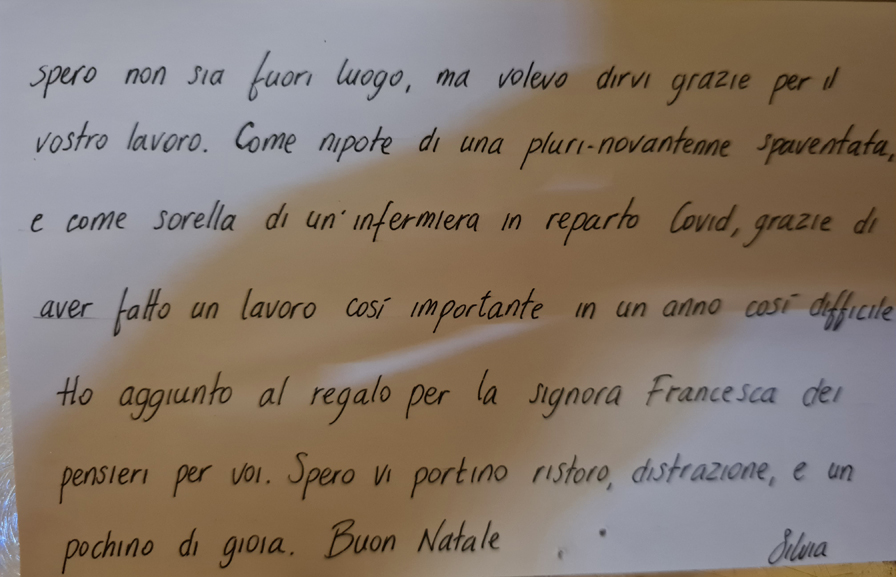 spero non sia fuori luogo, ma volevo dirvi grazie per il
vostro lavoro. Come nipote di una pluri-novantenne spaventata,
e come sorella di un'infermiera in reparto Covid, grazie di
aver fatto un lavoro così importante in un anno così difficile
Ho aggiunto al regalo per la signora Francesca dei
pensieri per voi. Spero vi portino ristoro, distrazione, e un
pochino di gioia. Buon Natale
Silvia